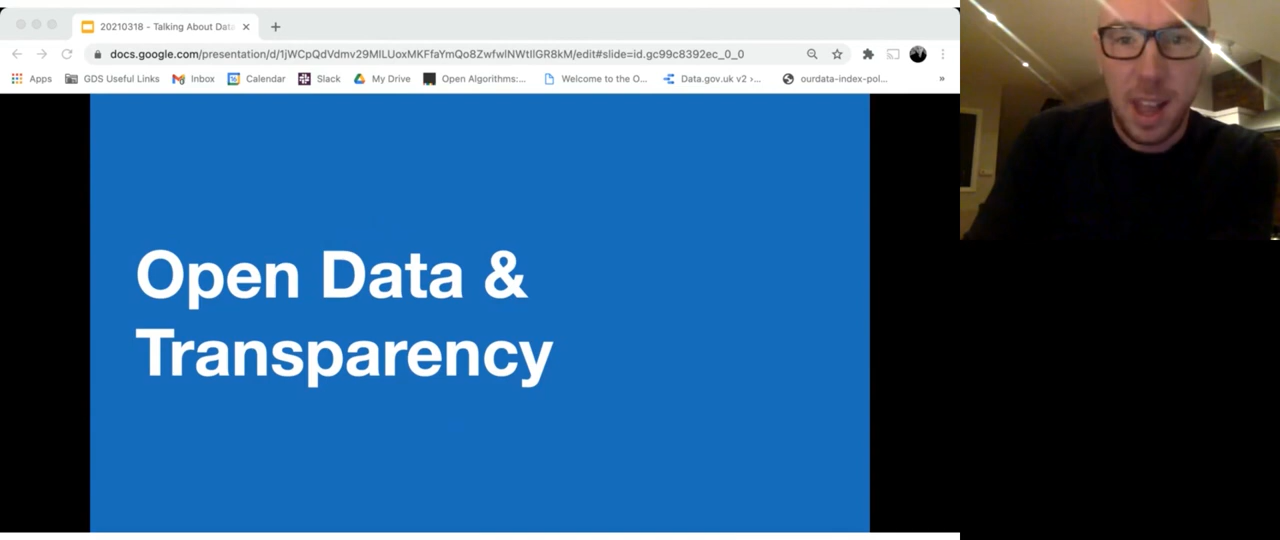 20210318 - Talking About Data
docs.google.com/presentation/d/1jWCpQdVdmv29MILUoxMKFfaYmQo8ZwfwlNWtIlGR8kM/edit#slide=id.gc99c8392ec_0_0
Apps GDS Useful Links Inbox Calendar Slack My Drive Open Algorithms:... Welcome to the O... Data.gov.uk v2 ›... ourdata-index-pol... »
Open Data &
Transparency